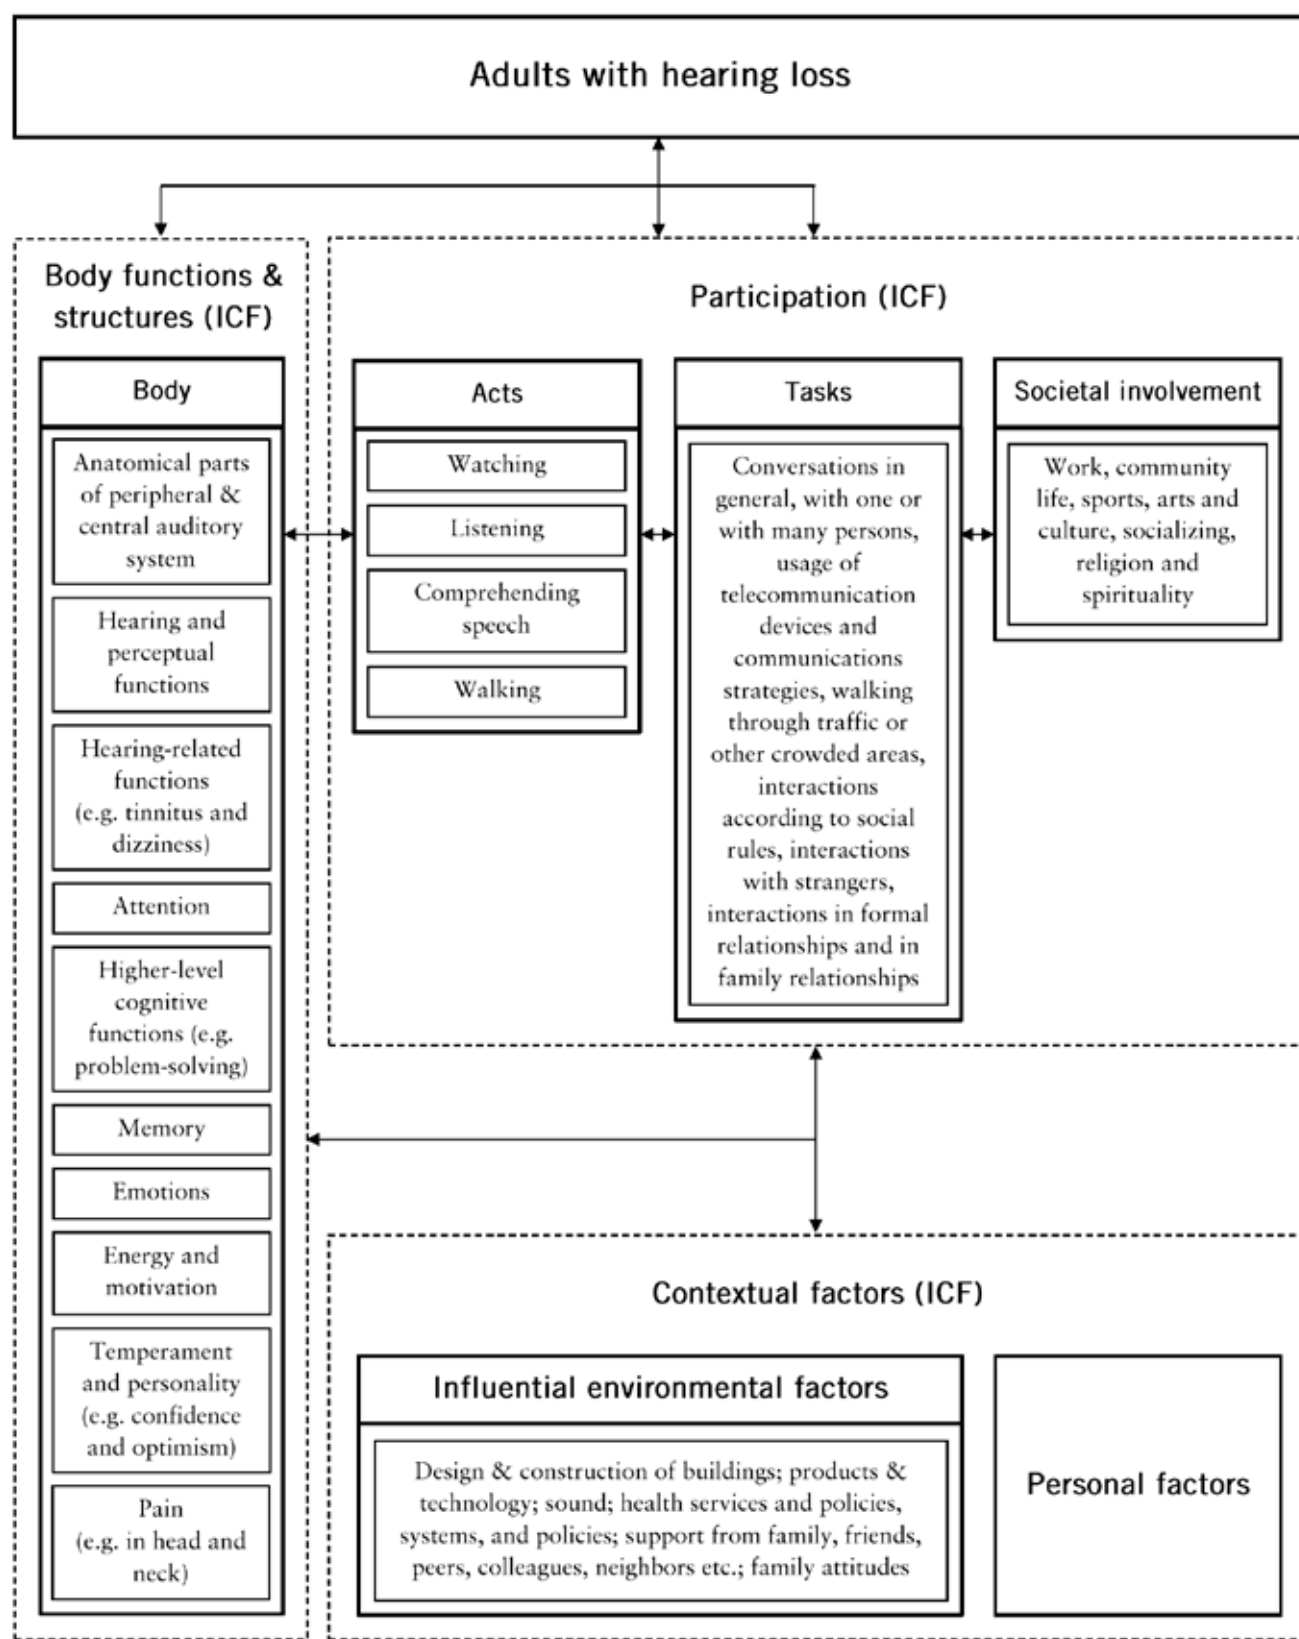 Adults with hearing loss
Body functions &
structures (ICF)
Body
Anatomical parts
of peripheral &
central auditory
system
Hearing and
perceptual
functions
Hearing-related
functions
(e.g. tinnitus and
dizziness)
Attention
Higher-level
cognitive
functions (e.g.
problem-solving)
Memory
Emotions
Energy and
motivation
Temperament
and personality
(e.g. confidence
and optimism)
Pain
(e.g. in head and
neck)
Participation (ICF)
Acts
Watching
Listening
Comprehending
speech
Walking
Tasks
Conversations in
general, with one or
with many persons,
usage of
telecommunication
devices and
communications
strategies, walking
through traffic or
other crowded areas,
interactions
according to social
rules, interactions
with strangers,
interactions in formal
relationships and in
family relationships
Societal involvement
Work, community
life, sports, arts and
culture, socializing,
religion and
spirituality
Contextual factors (ICF)
Influential environmental factors
Design & construction of buildings; products &
technology; sound; health services and policies,
systems, and policies; support from family, friends,
peers, colleagues, neighbors etc.; family attitudes
Personal factors